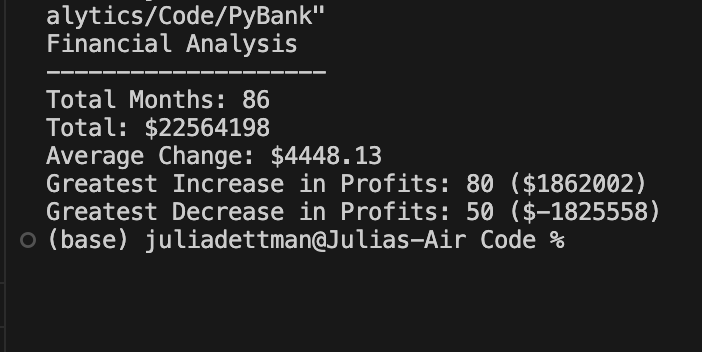 alytics/Code/PyBank"
Financial Analysis
--------------------
Total Months: 86
Total: $22564198
Average Change: $4448.13
Greatest Increase in Profits: 80 ($1862002)
Greatest Decrease in Profits: 50 ($-1825558)
(base) juliadettman@Julias-Air Code %